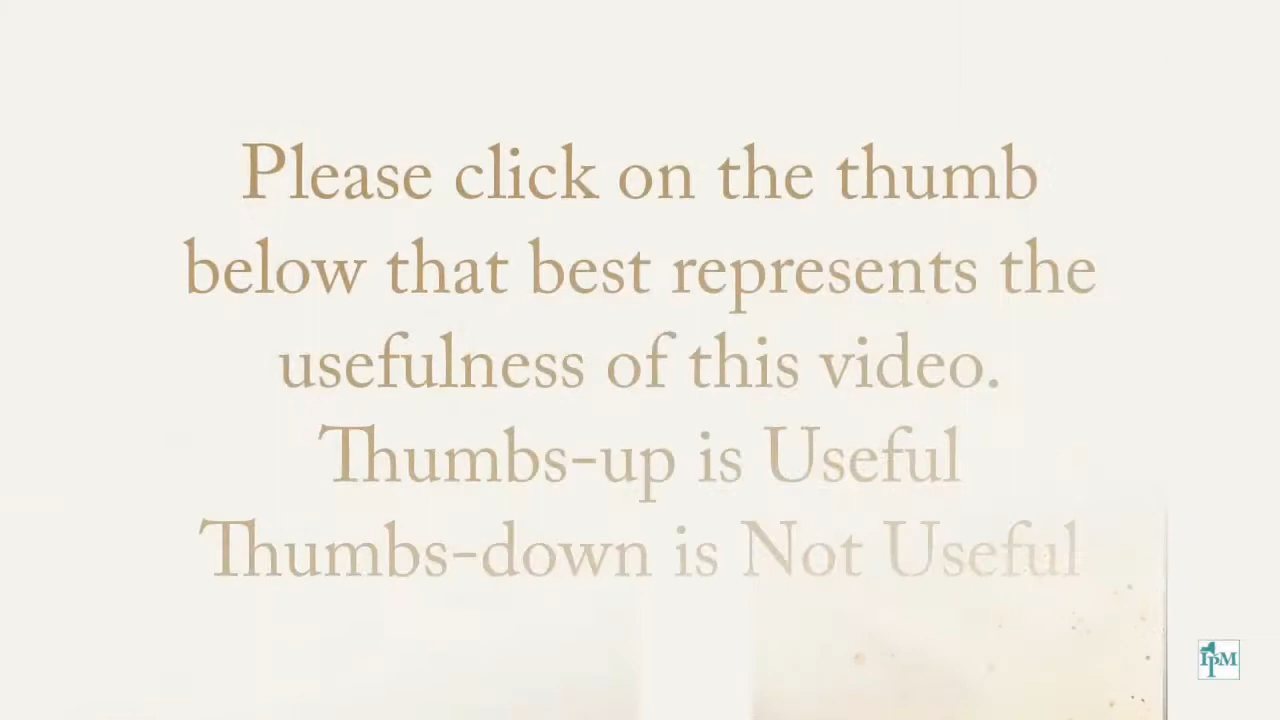 Please click on the thumb
below that best represents the
usefulness of this video.
Thumbs-up is Useful
Thumbs-down is Not Useful
IPM